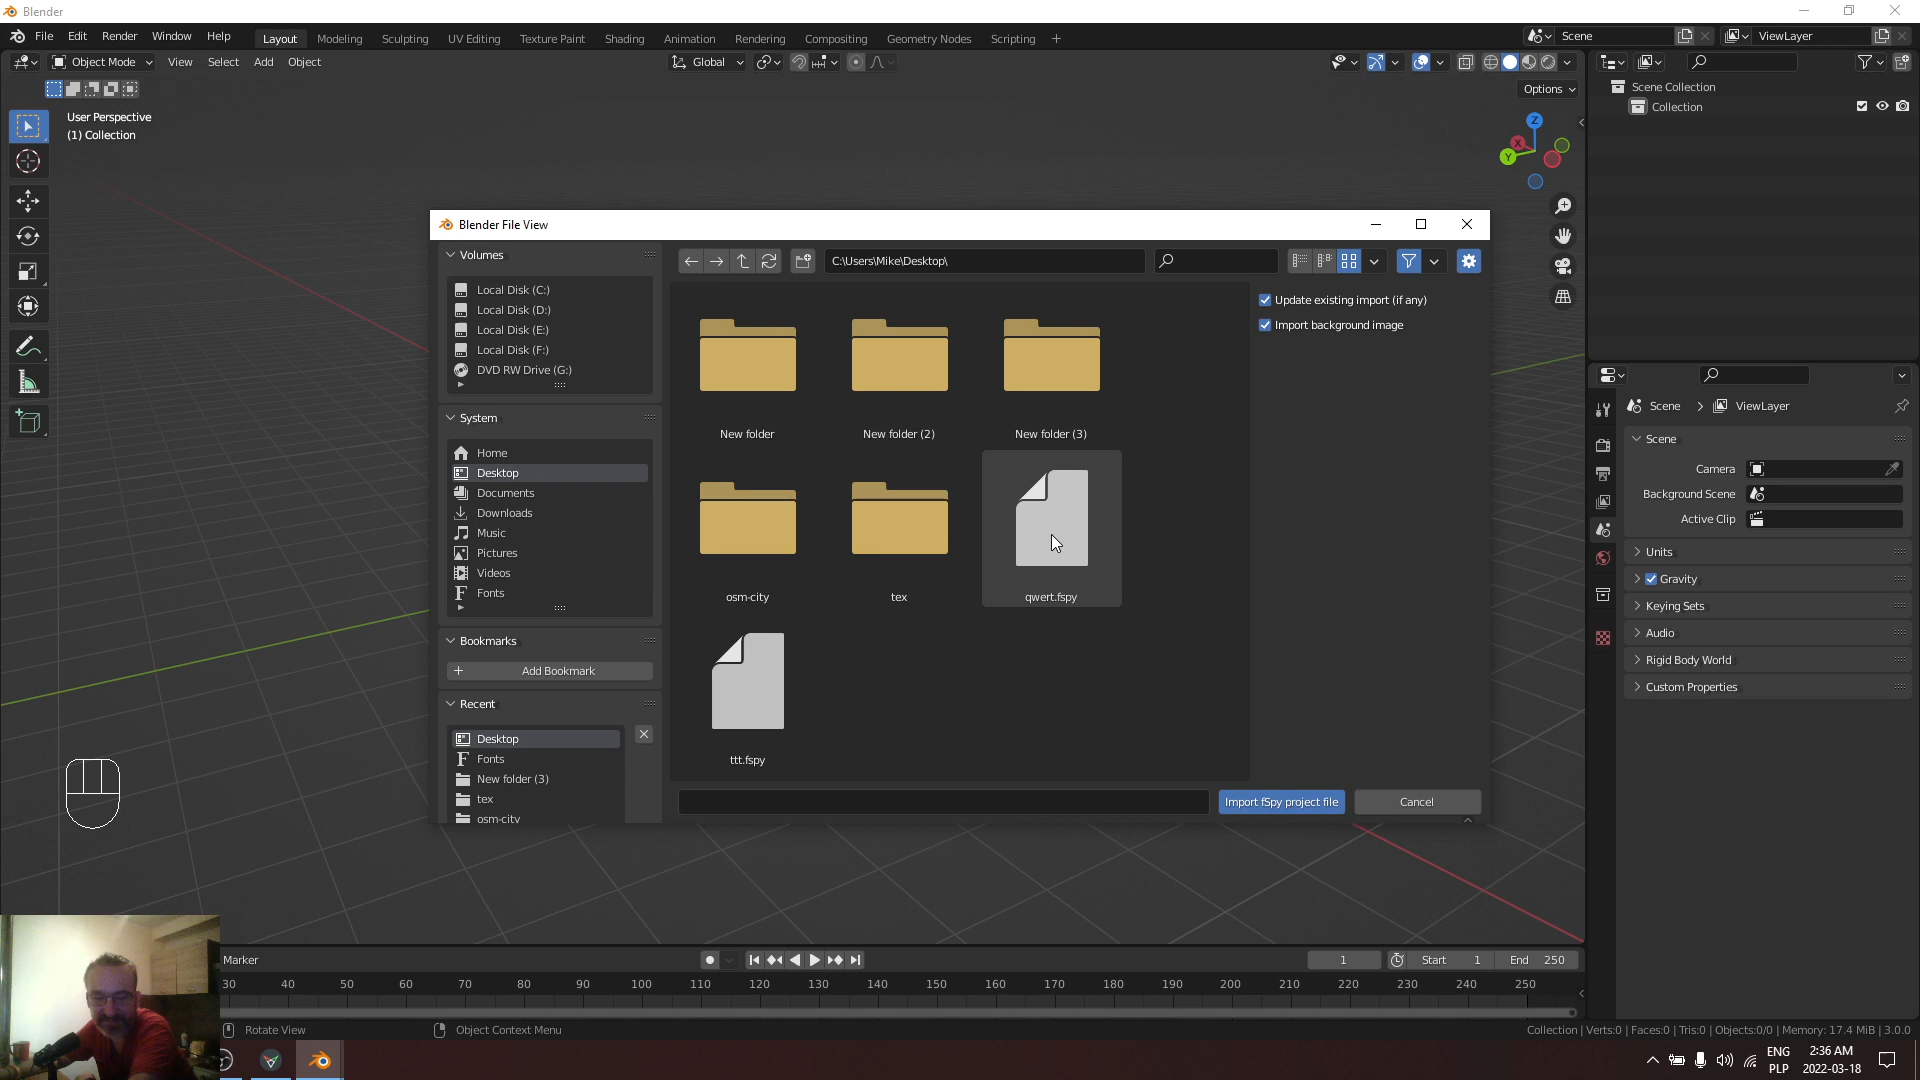 Blender
File Edit Render Window Help
Layout Modeling Sculpting UV Editing Texture Paint Shading Animation Rendering Compositing Geometry Nodes Scripting +
Scene
ViewLayer
Object Mode View Select Add Object
Global
Options
User Perspective
(1) Collection
Z
X
Y
Scene Collection
Collection
Blender File View
Volumes
Local Disk (C:)
Local Disk (D:)
Local Disk (E:)
Local Disk (F:)
DVD RW Drive (G:)
System
Home
Desktop
Documents
Downloads
Music
Pictures
Videos
Fonts
Bookmarks
Add Bookmark
Recent
Desktop
Fonts
New folder (3)
tex
osm-city
C:\Users\Mike\Desktop\
New folder
New folder (2)
New folder (3)
osm-city
tex
qwert.fspy
ttt.fspy
Update existing import (if any)
Import background image
Import fSpy project file
Cancel
Scene
ViewLayer
Scene
Camera
Background Scene
Active Clip
Units
Gravity
Keying Sets
Audio
Rigid Body World
Custom Properties
Marker
1
Start 1
End 250
30 40 50 60 70 80 90 100 110 120 130 140 150 160 170 180 190 200 210 220 230 240 250
Rotate View
Object Context Menu
Collection | Verts:0 | Faces:0 | Tris:0 | Objects:0/0 | Memory: 17.4 MiB | 3.0.0
ENG
PLP
2:36 AM
2022-03-18